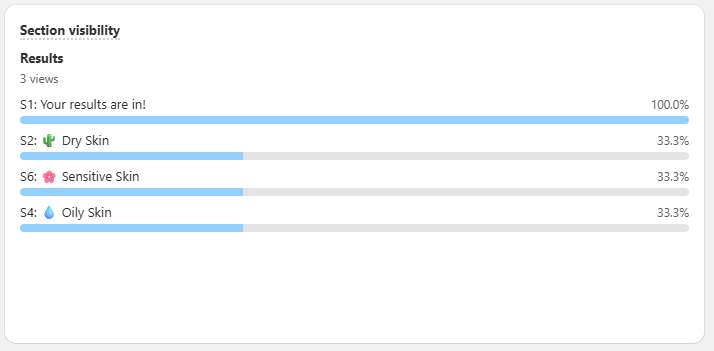 Section visibility
Results
3 views
S1: Your results are in! 100.0%
S2: 🌵 Dry Skin 33.3%
S6: 🌸 Sensitive Skin 33.3%
S4: 💧 Oily Skin 33.3%